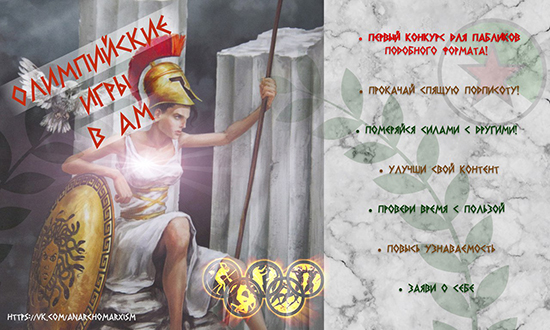 ОЛИМПИЙСКИЕ
ИГРЫ
В АМ
• ПЕРВЫЙ КОНКУРС ДЛЯ ПАБЛИКОВ
ПОДОБНОГО ФОРМАТА!
• ПРОКАЧАЙ СПЯЩУЮ ПОДПИСОТУ!
• ПОМЕРЯЙСЯ СИЛАМИ С ДРУГИМИ!
• УЛУЧШИ СВОЙ КОНТЕНТ
• ПРОВЕДИ ВРЕМЯ С ПОЛЬЗОЙ
• ПОВЫСЬ УЗНАВАЕМОСТЬ
• ЗАЯВИ О СЕБЕ
HTTPS://VK.COM/ANARCHOMARXISM